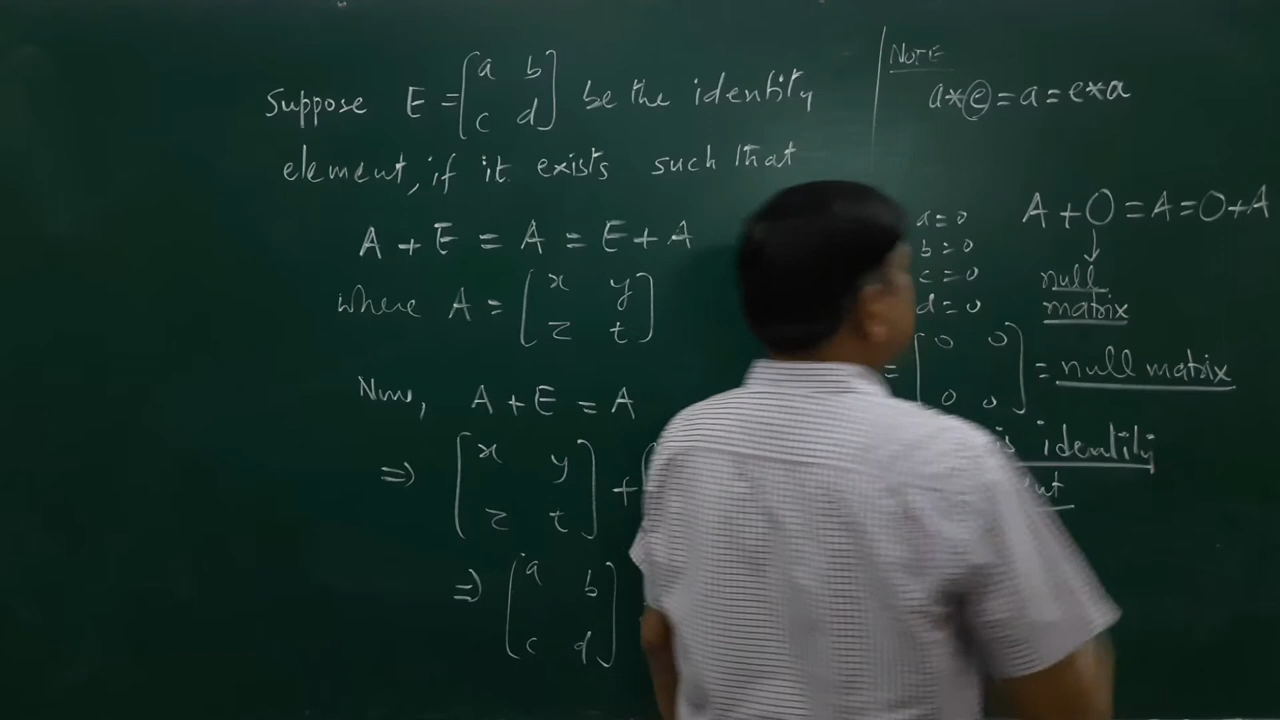 Suppose E = [a b
c d] be the identity
element, if it exists such that
A + E = A = E + A
where A = [x y
z t]
Now, A + E = A
⇒ [x y
z t] +
⇒ [a b
c d]
NOTE
a*e = a = e*a
A + O = A = O + A
↓
null
matrix
a = 0
b = 0
c = 0
d = 0
= [0 0
0 0] = null matrix
is identity